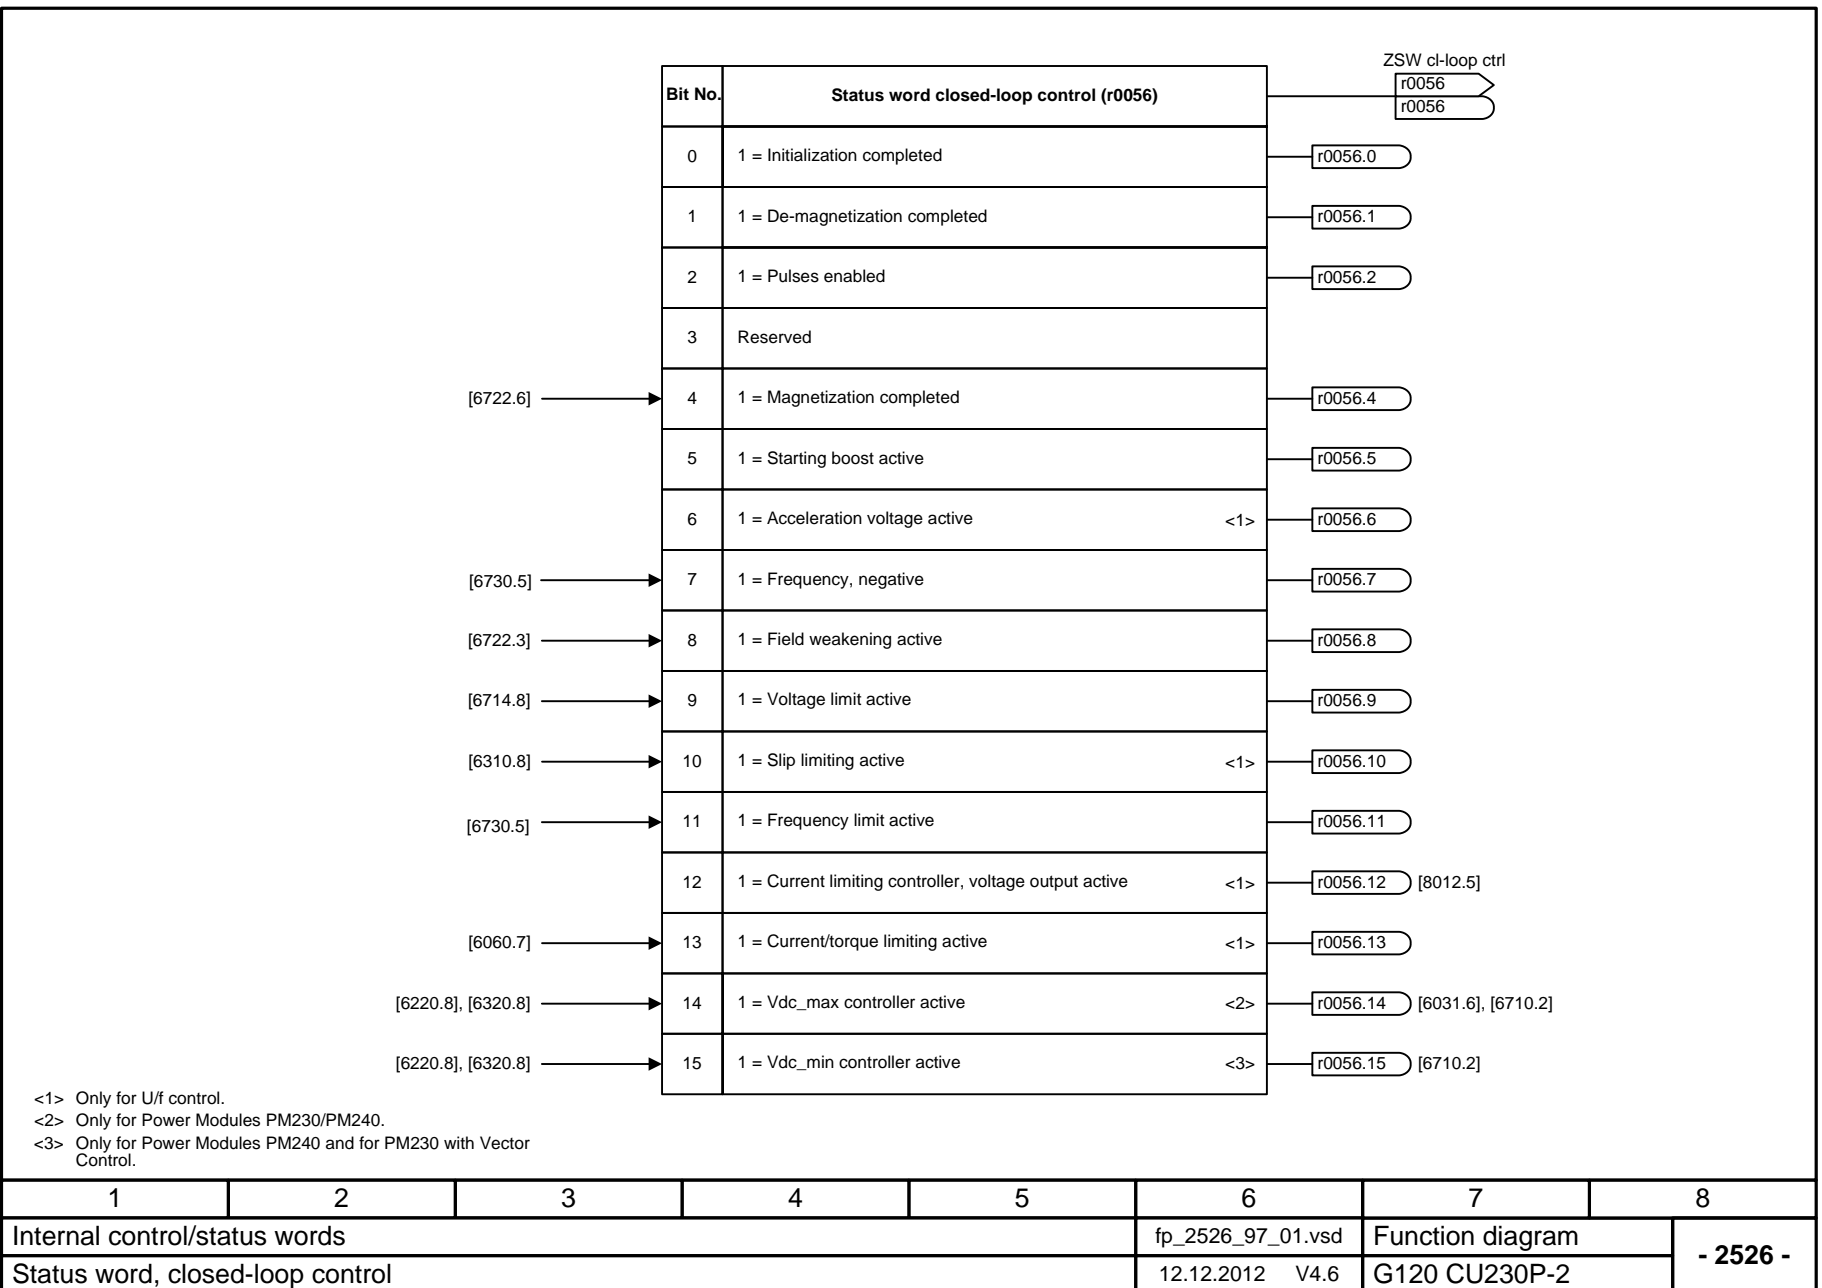 ZSW cl-loop ctrl
Bit No. Status word closed-loop control (r0056) r0056
r0056
0 1 = Initialization completed r0056.0
1 1 = De-magnetization completed r0056.1
2 1 = Pulses enabled r0056.2
3 Reserved
[6722.6] 4 1 = Magnetization completed r0056.4
5 1 = Starting boost active r0056.5
6 1 = Acceleration voltage active <1> r0056.6
[6730.5] 7 1 = Frequency, negative r0056.7
[6722.3] 8 1 = Field weakening active r0056.8
[6714.8] 9 1 = Voltage limit active r0056.9
[6310.8] 10 1 = Slip limiting active <1> r0056.10
[6730.5] 11 1 = Frequency limit active r0056.11
12 1 = Current limiting controller, voltage output active <1> r0056.12 [8012.5]
[6060.7] 13 1 = Current/torque limiting active <1> r0056.13
[6220.8], [6320.8] 14 1 = Vdc_max controller active <2> r0056.14 [6031.6], [6710.2]
[6220.8], [6320.8] 15 1 = Vdc_min controller active <3> r0056.15 [6710.2]
<1> Only for U/f control.
<2> Only for Power Modules PM230/PM240.
<3> Only for Power Modules PM240 and for PM230 with Vector
Control.
1 2 3 4 5 6 7 8
Internal control/status words fp_2526_97_01.vsd Function diagram
- 2526 -
Status word, closed-loop control 12.12.2012 V4.6 G120 CU230P-2